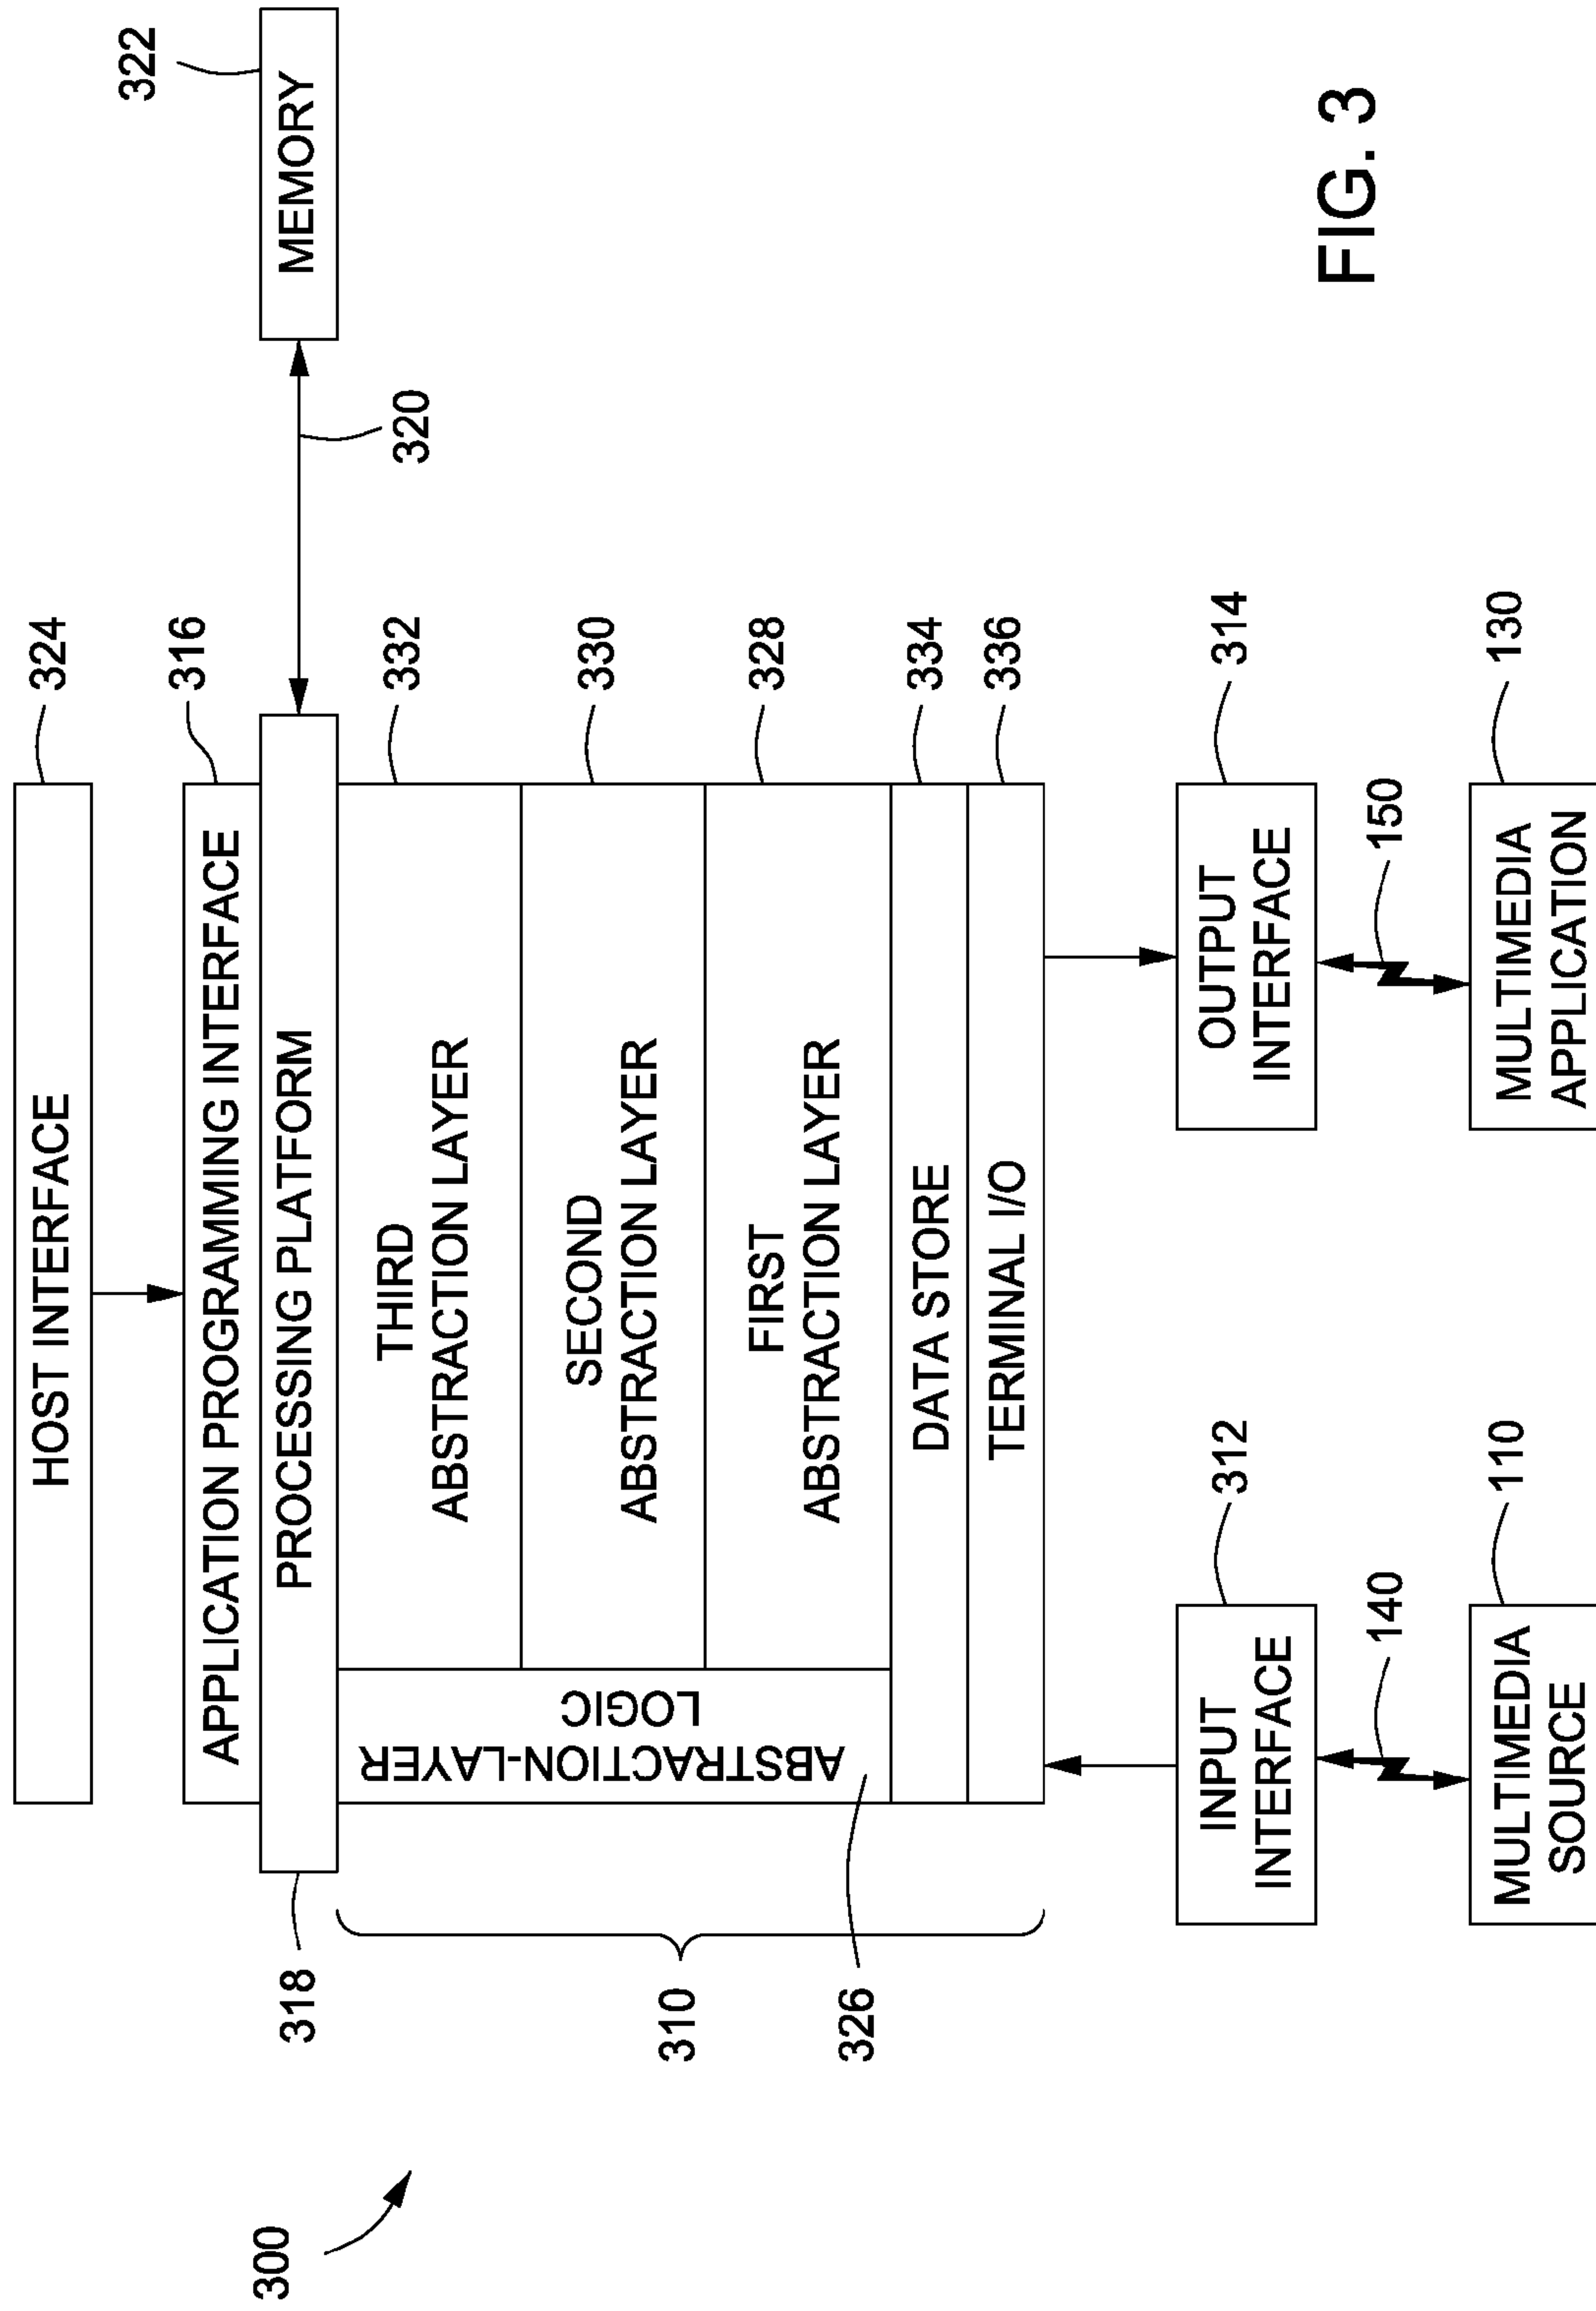 300
HOST INTERFACE
324
APPLICATION PROGRAMMING INTERFACE
316
318
PROCESSING PLATFORM
320
MEMORY
322
310
326
ABSTRACTION-LAYER
LOGIC
THIRD
ABSTRACTION LAYER
332
SECOND
ABSTRACTION LAYER
330
FIRST
ABSTRACTION LAYER
328
DATA STORE
334
TERMINAL I/O
336
INPUT
INTERFACE
312
OUTPUT
INTERFACE
314
140
150
MULTIMEDIA
SOURCE
110
MULTIMEDIA
APPLICATION
130
FIG. 3